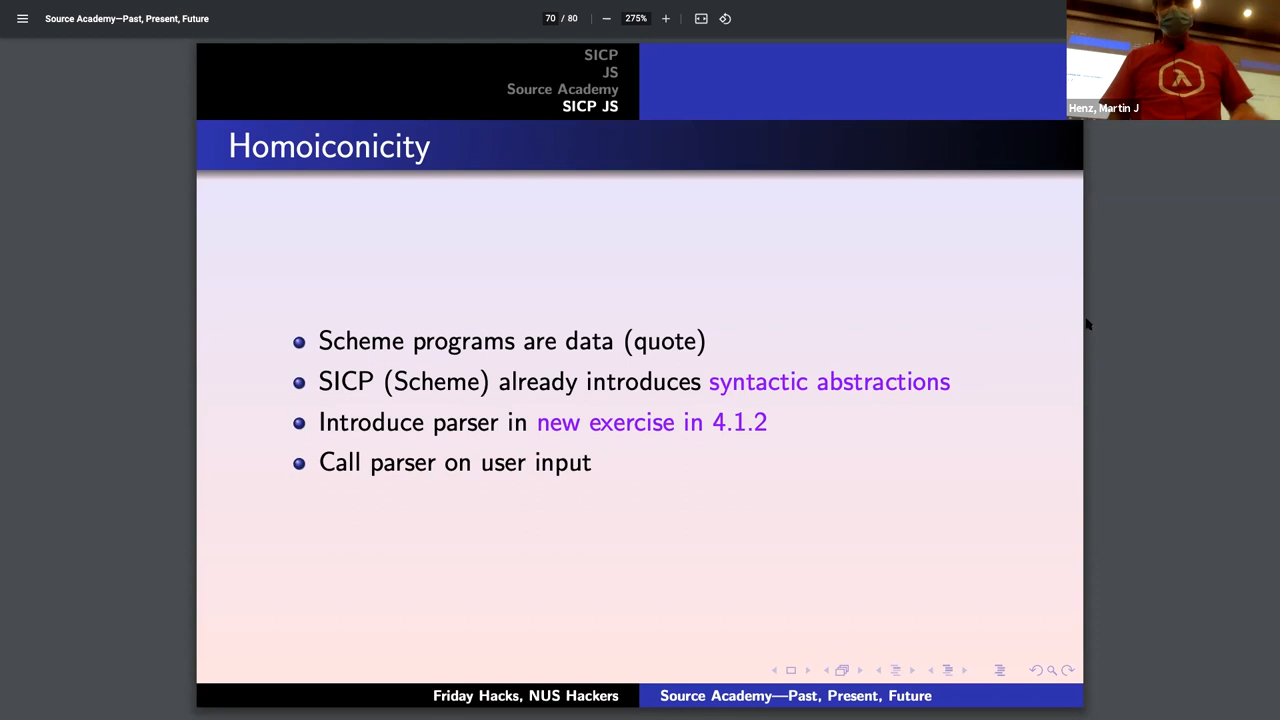 Source Academy—Past, Present, Future
70 / 80
275%
Henz, Martin J
SICP
JS
Source Academy
SICP JS
Homoiconicity
Scheme programs are data (quote)
SICP (Scheme) already introduces syntactic abstractions
Introduce parser in new exercise in 4.1.2
Call parser on user input
Friday Hacks, NUS Hackers
Source Academy—Past, Present, Future